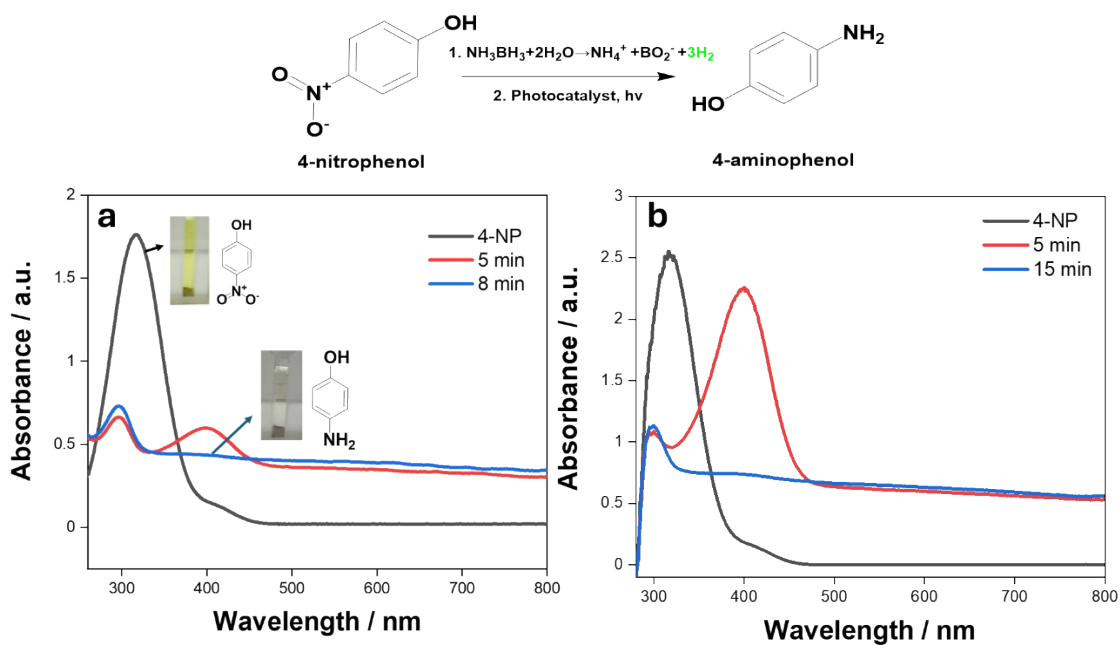 OH
O
N⁺
O⁻
1. NH₃BH₃+2H₂O→NH₄⁺ +BO₂⁻ +3H₂
2. Photocatalyst, hv
NH₂
HO
4-nitrophenol
4-aminophenol
a
4-NP
5 min
8 min
OH
O N⁺ O⁻
OH
NH₂
2
1.5
1
0.5
0
300 400 500 600 700 800
Absorbance / a.u.
Wavelength / nm
b
4-NP
5 min
15 min
3
2.5
2
1.5
1
0.5
0
300 400 500 600 700 800
Absorbance / a.u.
Wavelength / nm